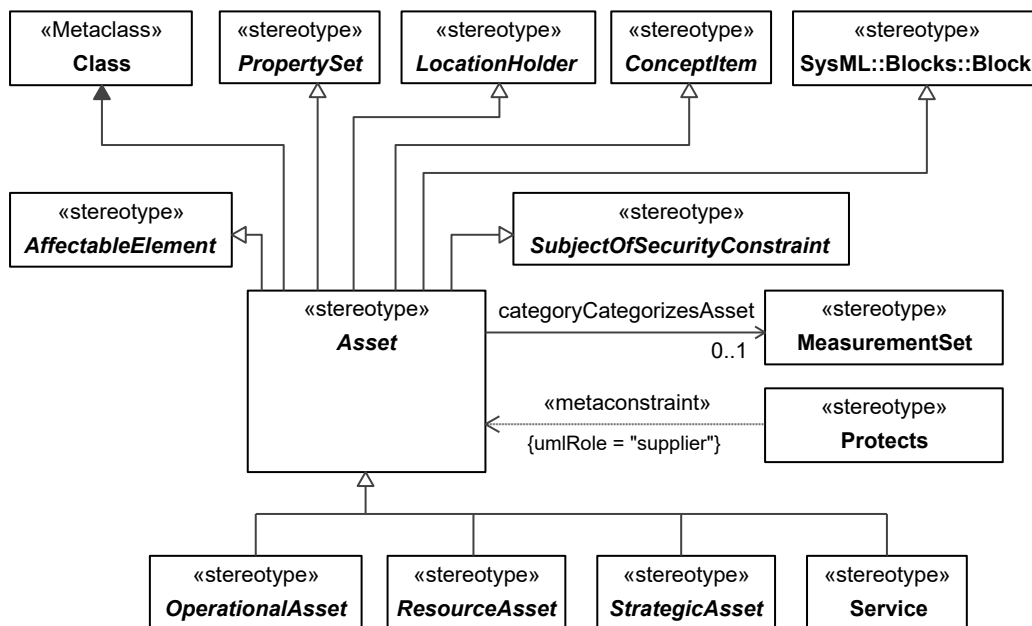 «Metaclass»
Class
«stereotype»
PropertySet
«stereotype»
LocationHolder
«stereotype»
ConceptItem
«stereotype»
SysML::Blocks::Block
«stereotype»
AffectableElement
«stereotype»
SubjectOfSecurityConstraint
«stereotype»
Asset
categoryCategorizesAsset
0..1
«stereotype»
MeasurementSet
«metaconstraint»
{umlRole = "supplier"}
«stereotype»
Protects
«stereotype»
OperationalAsset
«stereotype»
ResourceAsset
«stereotype»
StrategicAsset
«stereotype»
Service